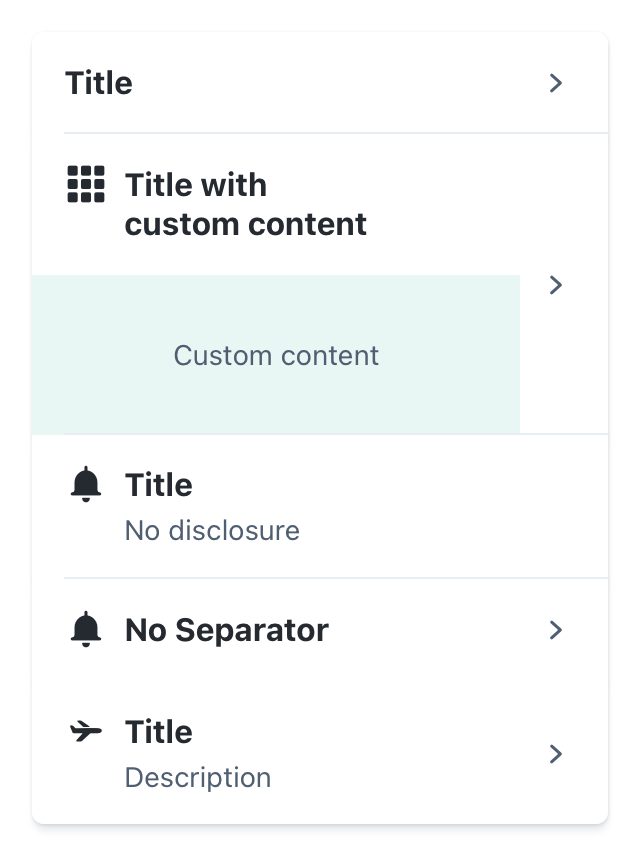 Title
Title with
custom content
Custom content
Title
No disclosure
No Separator
Title
Description